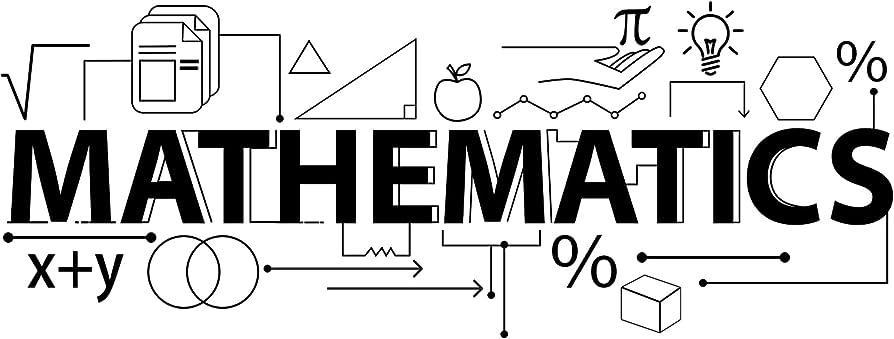 π
%
MATHEMATICS
x+y
%